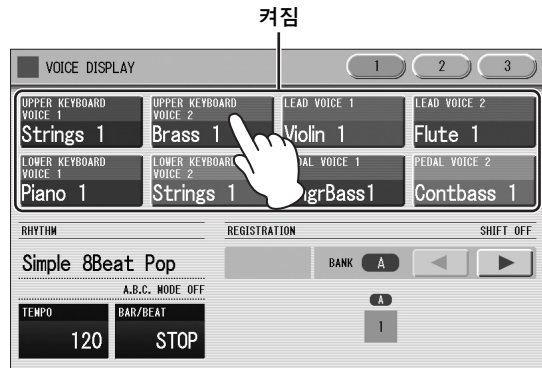 켜짐
VOICE DISPLAY
1 2 3
UPPER KEYBOARD VOICE 1
Strings 1
UPPER KEYBOARD VOICE 2
Brass 1
LEAD VOICE 1
Violin 1
LEAD VOICE 2
Flute 1
LOWER KEYBOARD VOICE 1
Piano 1
LOWER KEYBOARD VOICE 2
Strings 1
VOICE 1
PEDAL VOICE 2
Contbass 1
RHYTHM
REGISTRATION
SHIFT OFF
Simple 8Beat Pop
BANK A
A.B.C. MODE OFF
A
TEMPO
120
BAR/BEAT
STOP
1